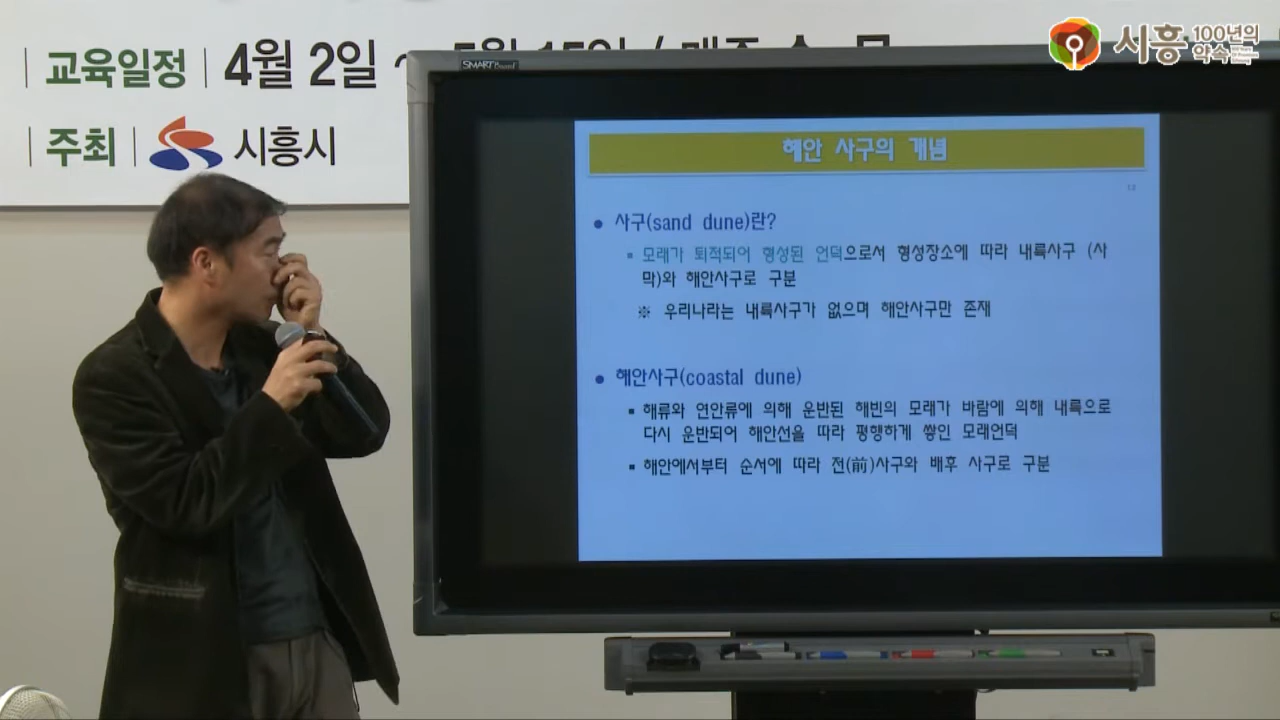 교육일정 4월 2일 ~ 5월 15일 / 매주 수 목
주최 시흥시
시흥 100년의 약속
SMART Board
해안 사구의 개념
12
• 사구(sand dune)란?
▪ 모래가 퇴적되어 형성된 언덕으로서 형성장소에 따라 내륙사구 (사
막)와 해안사구로 구분
※ 우리나라는 내륙사구가 없으며 해안사구만 존재
• 해안사구(coastal dune)
▪ 해류와 연안류에 의해 운반된 해빈의 모래가 바람에 의해 내륙으로
다시 운반되어 해안선을 따라 평행하게 쌓인 모래언덕
▪ 해안에서부터 순서에 따라 전(前)사구와 배후 사구로 구분